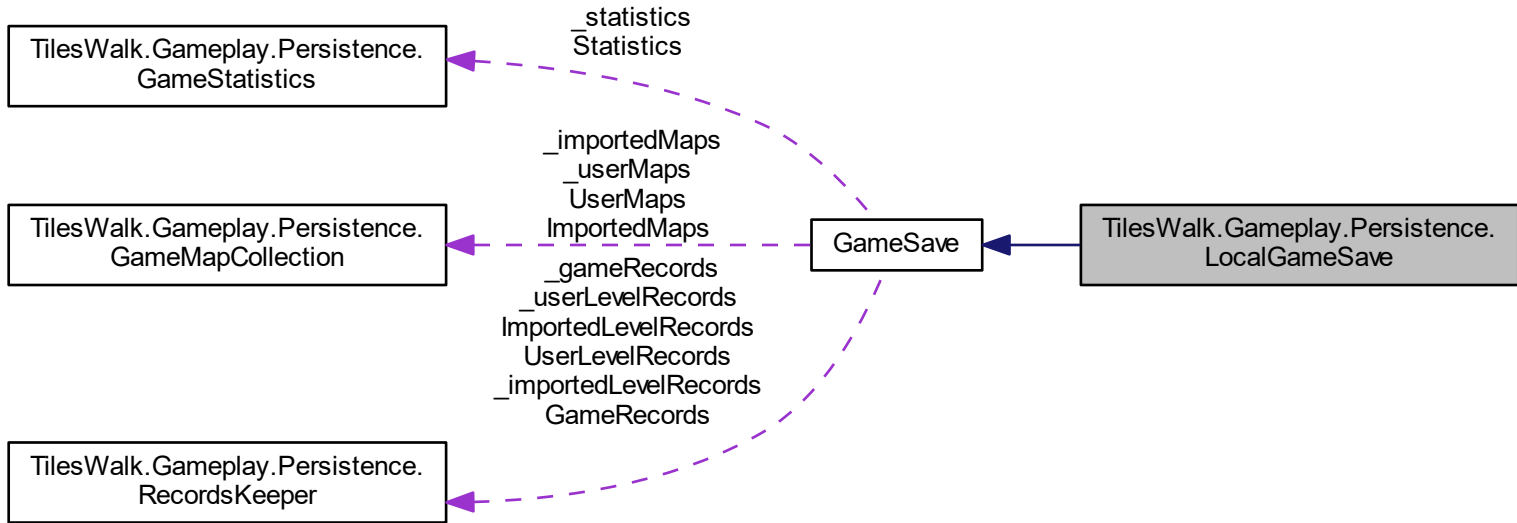 _statistics
Statistics
TilesWalk.Gameplay.Persistence.
GameStatistics
_importedMaps
_userMaps
UserMaps
ImportedMaps
TilesWalk.Gameplay.Persistence.
GameMapCollection
GameSave
TilesWalk.Gameplay.Persistence.
LocalGameSave
_gameRecords
_userLevelRecords
ImportedLevelRecords
UserLevelRecords
_importedLevelRecords
GameRecords
TilesWalk.Gameplay.Persistence.
RecordsKeeper